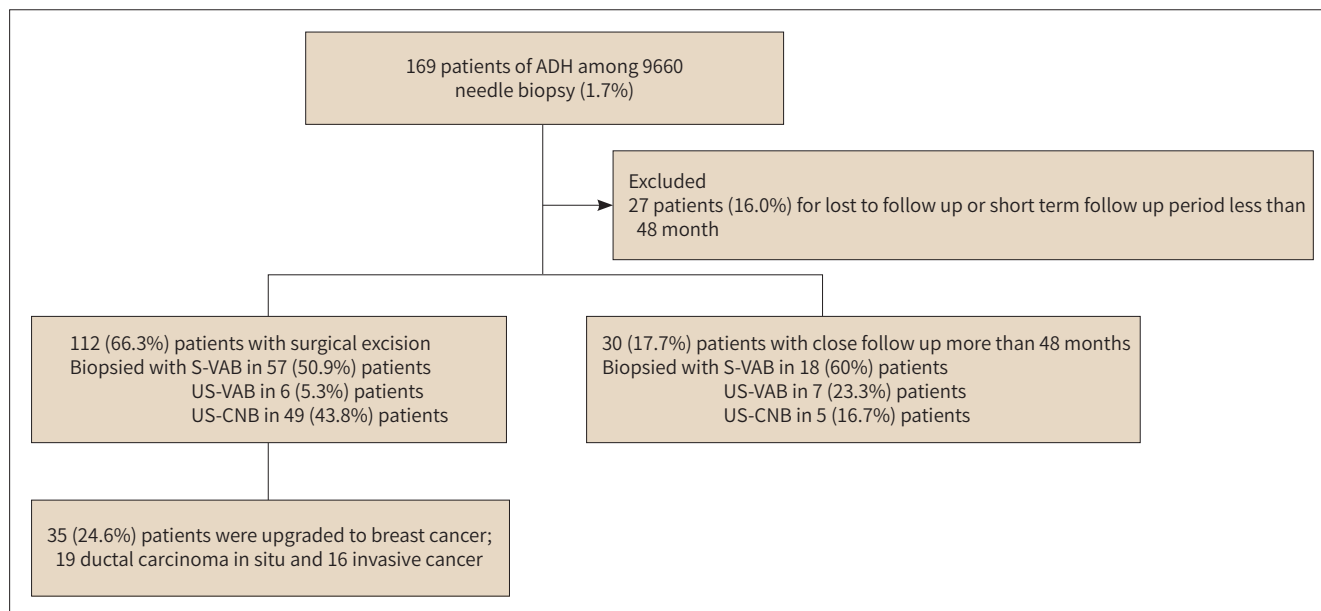 169 patients of ADH among 9660
needle biopsy (1.7%)
Excluded
27 patients (16.0%) for lost to follow up or short term follow up period less than
48 month
112 (66.3%) patients with surgical excision
Biopsied with S-VAB in 57 (50.9%) patients
US-VAB in 6 (5.3%) patients
US-CNB in 49 (43.8%) patients
30 (17.7%) patients with close follow up more than 48 months
Biopsied with S-VAB in 18 (60%) patients
US-VAB in 7 (23.3%) patients
US-CNB in 5 (16.7%) patients
35 (24.6%) patients were upgraded to breast cancer;
19 ductal carcinoma in situ and 16 invasive cancer